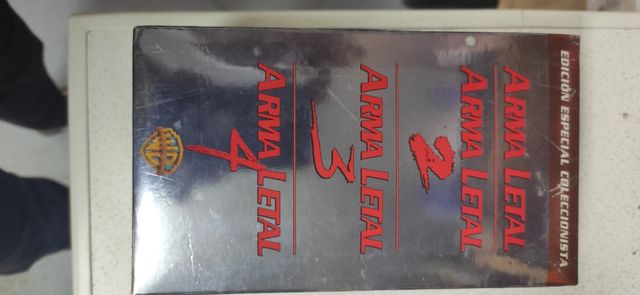 EDICIÓN ESPECIAL COLECCIONISTA
ARMA LETAL
ARMA LETAL
2
ARMA LETAL
3
ARMA LETAL
4
WB